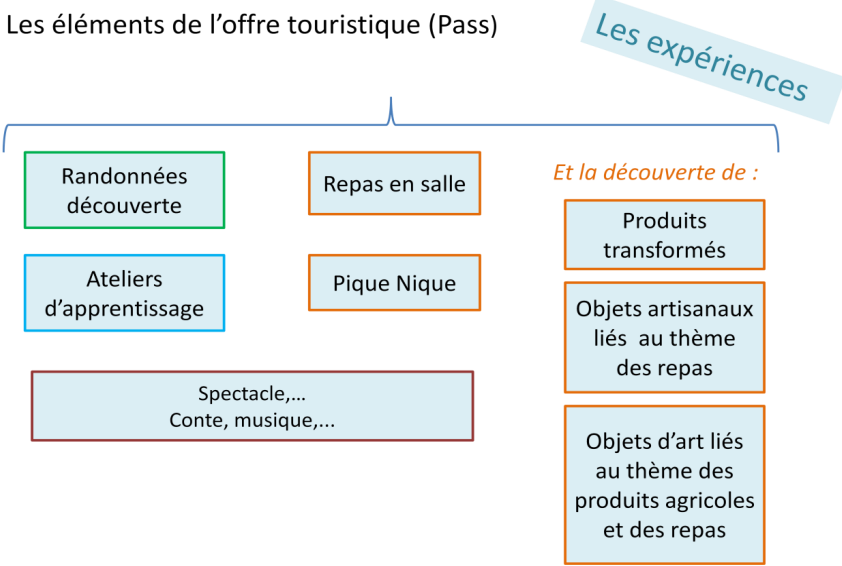 Les éléments de l'offre touristique (Pass)
Les expériences
Randonnées
découverte
Repas en salle
Et la découverte de :
Produits
transformés
Ateliers
d'apprentissage
Pique Nique
Objets artisanaux
liés au thème
des repas
Spectacle,...
Conte, musique,...
Objets d'art liés
au thème des
produits agricoles
et des repas